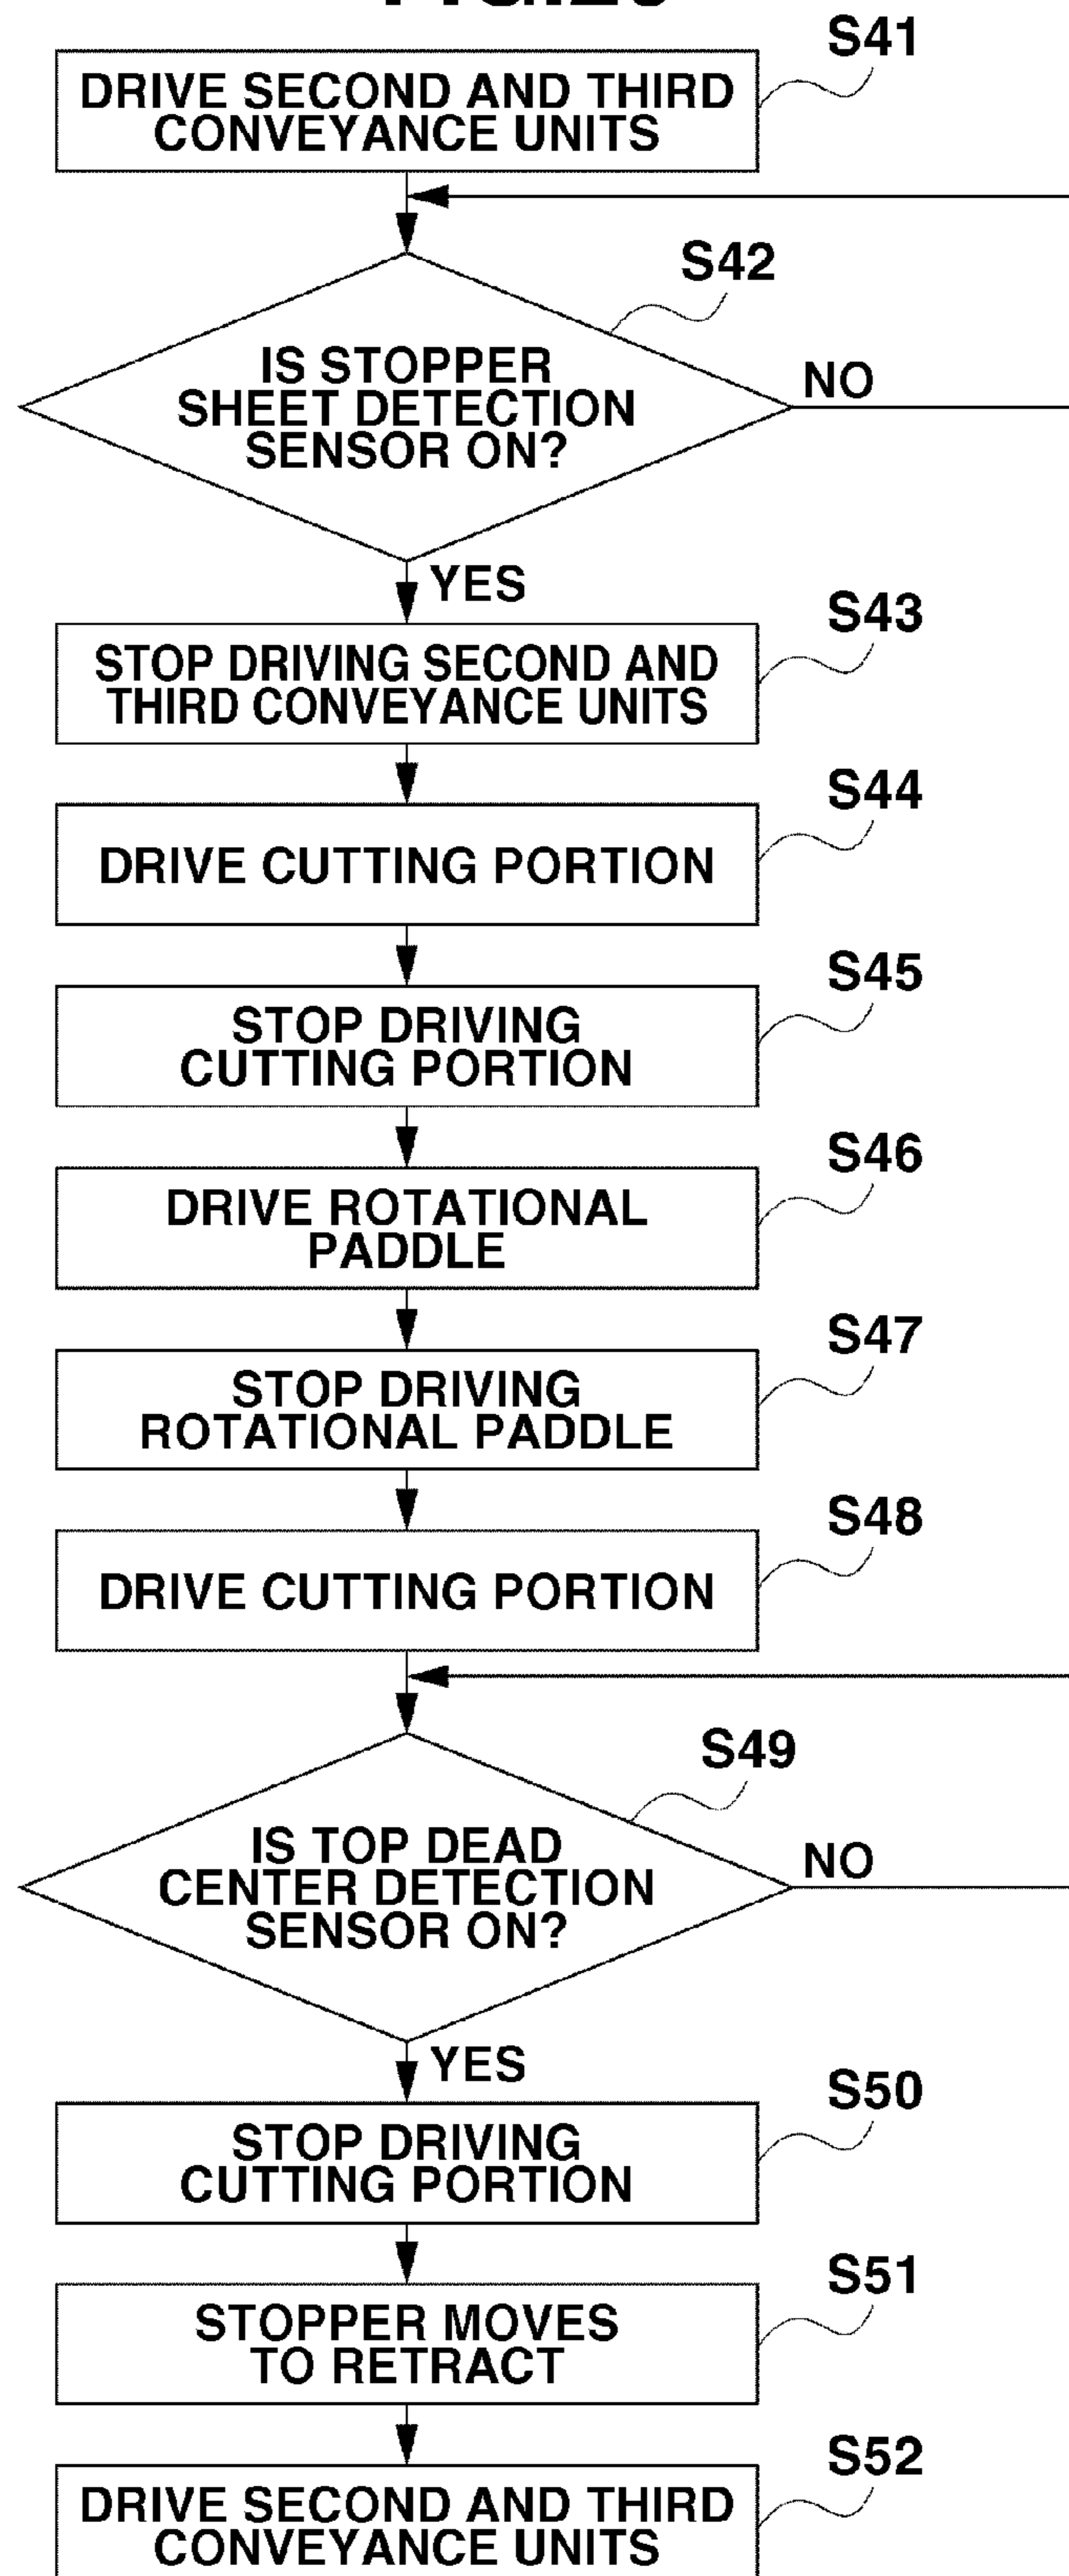 S41
DRIVE SECOND AND THIRD
CONVEYANCE UNITS
S42
IS STOPPER
SHEET DETECTION
SENSOR ON?
NO
YES
S43
STOP DRIVING SECOND AND
THIRD CONVEYANCE UNITS
S44
DRIVE CUTTING PORTION
S45
STOP DRIVING
CUTTING PORTION
S46
DRIVE ROTATIONAL
PADDLE
S47
STOP DRIVING
ROTATIONAL PADDLE
S48
DRIVE CUTTING PORTION
S49
IS TOP DEAD
CENTER DETECTION
SENSOR ON?
NO
YES
S50
STOP DRIVING
CUTTING PORTION
S51
STOPPER MOVES
TO RETRACT
S52
DRIVE SECOND AND THIRD
CONVEYANCE UNITS